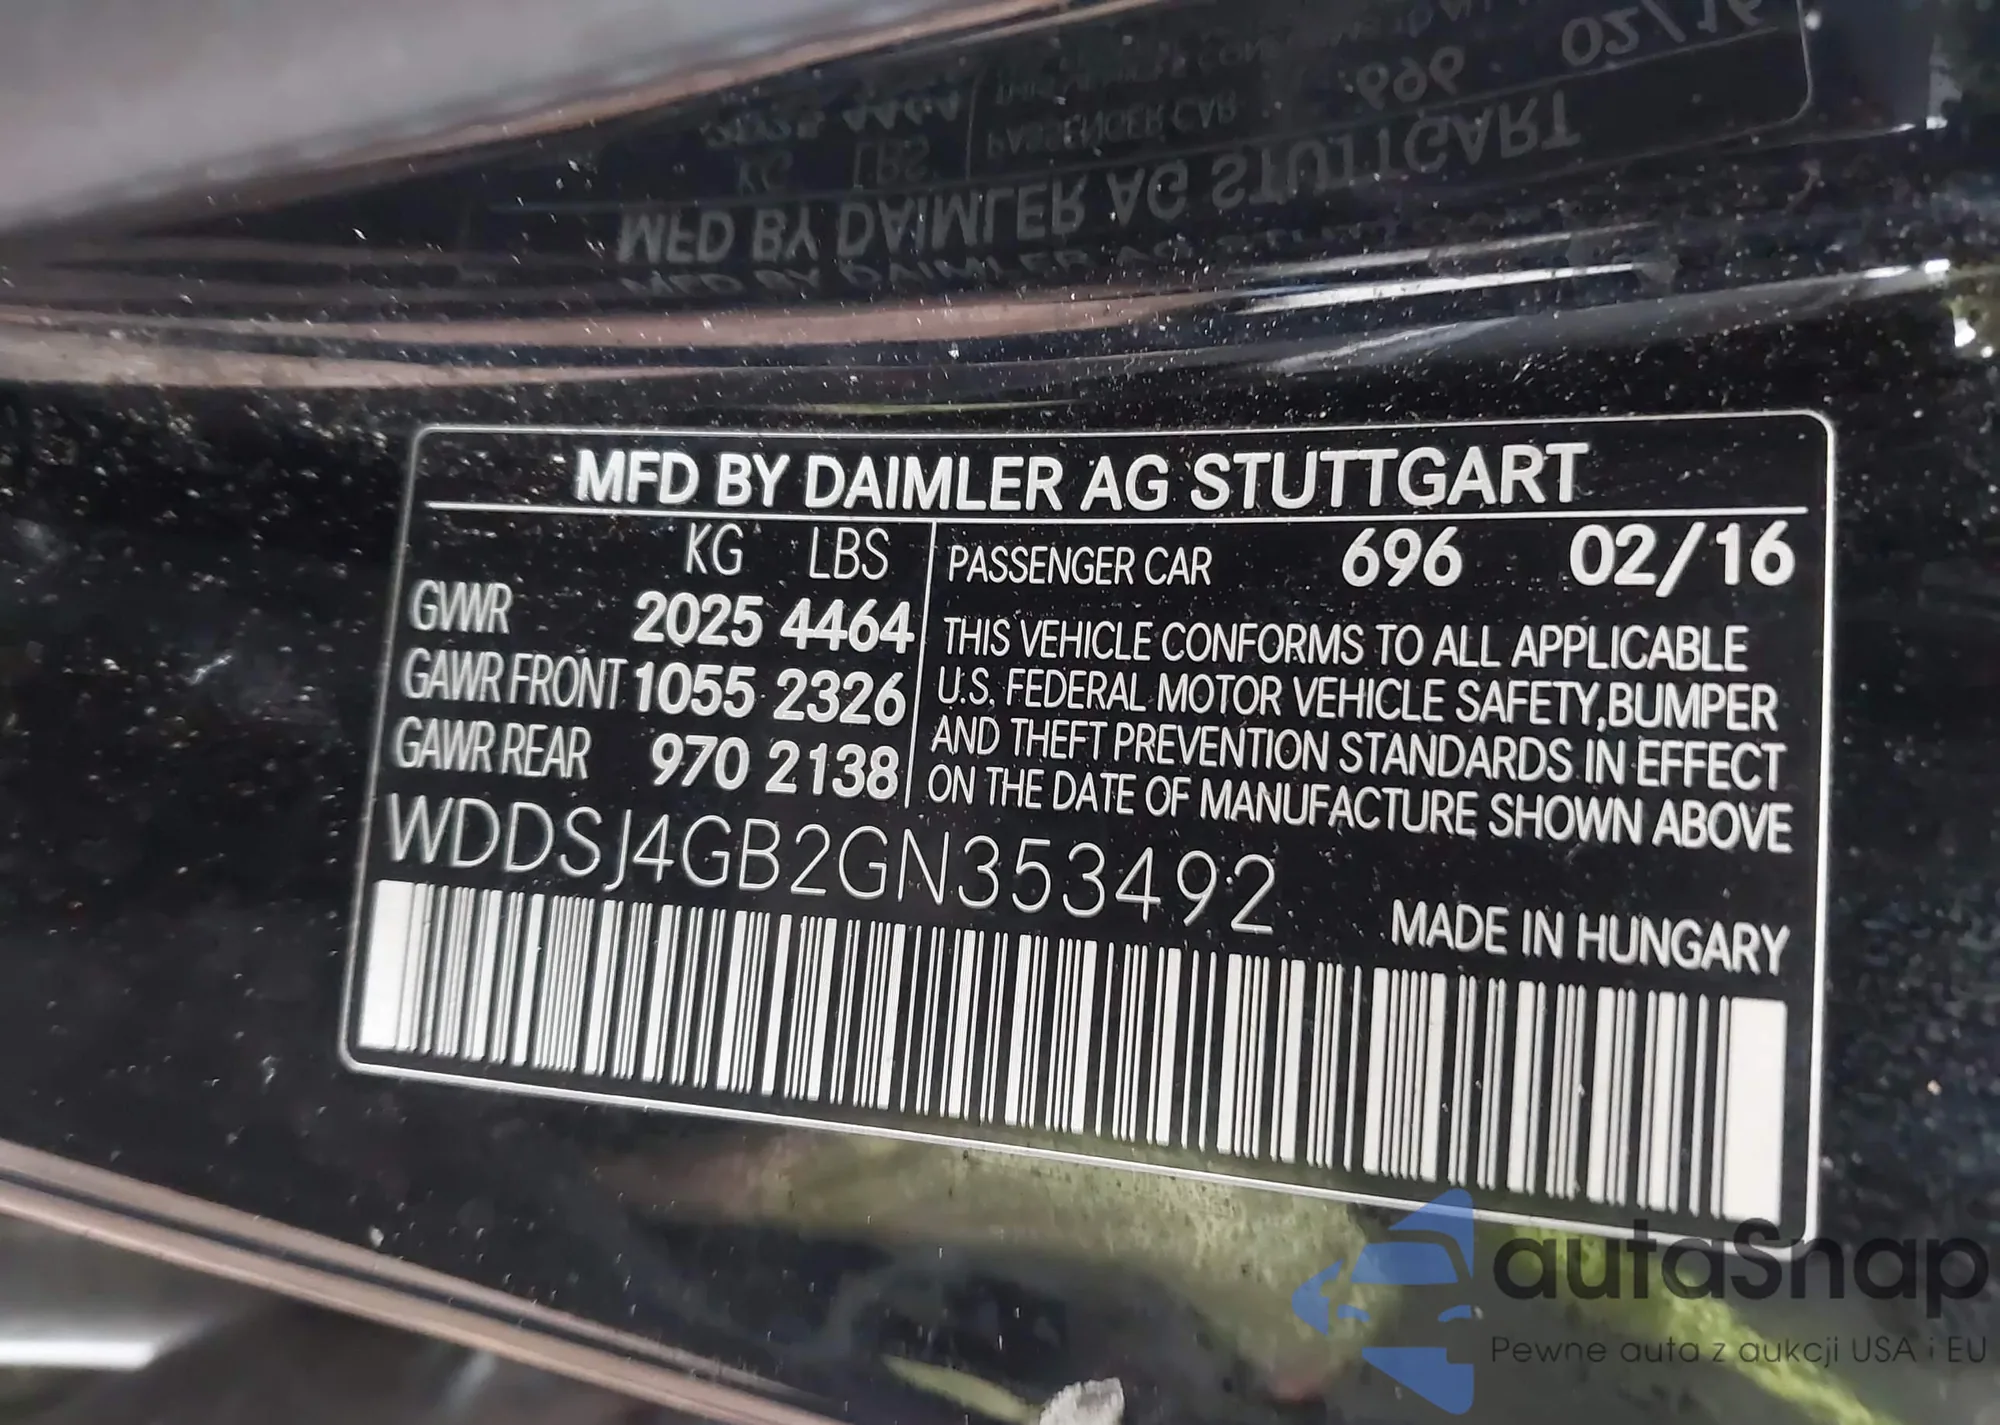 MFD BY DAIMLER AG STUTTGART
KG LBS
GVWR 2025 4464
GAWR FRONT 1055 2326
GAWR REAR 970 2138
PASSENGER CAR 696 02/16
THIS VEHICLE CONFORMS TO ALL APPLICABLE
U.S. FEDERAL MOTOR VEHICLE SAFETY,BUMPER
AND THEFT PREVENTION STANDARDS IN EFFECT
ON THE DATE OF MANUFACTURE SHOWN ABOVE
WDDSJ4GB2GN353492
MADE IN HUNGARY
autaSnap
Pewne auta z aukcji USA i EU